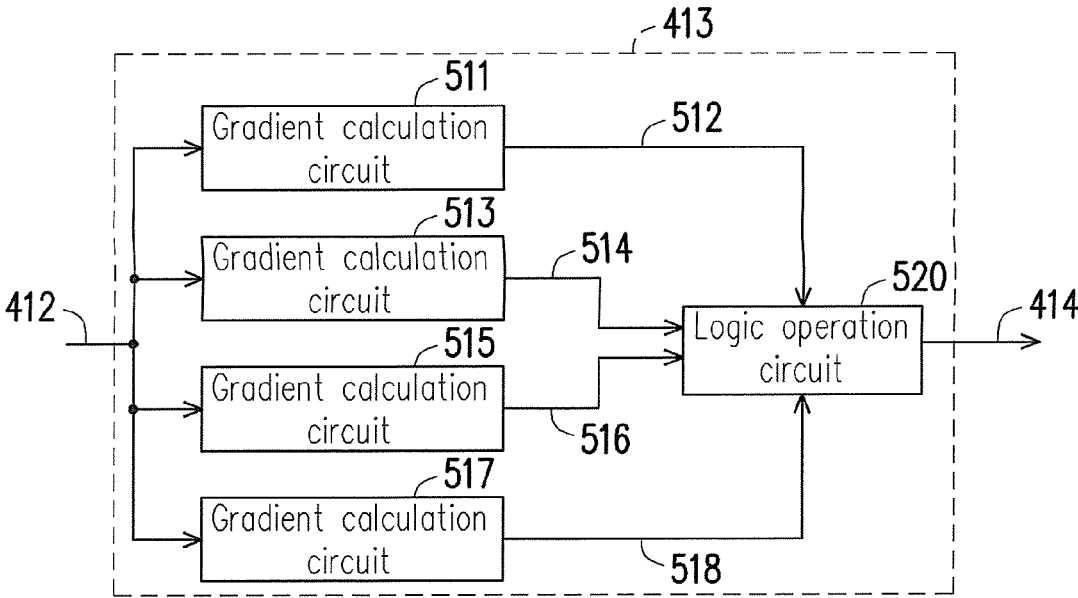 413
511
Gradient calculation
circuit
512
513
Gradient calculation
circuit
514
412
520
Logic operation
circuit
414
515
Gradient calculation
circuit
516
517
Gradient calculation
circuit
518